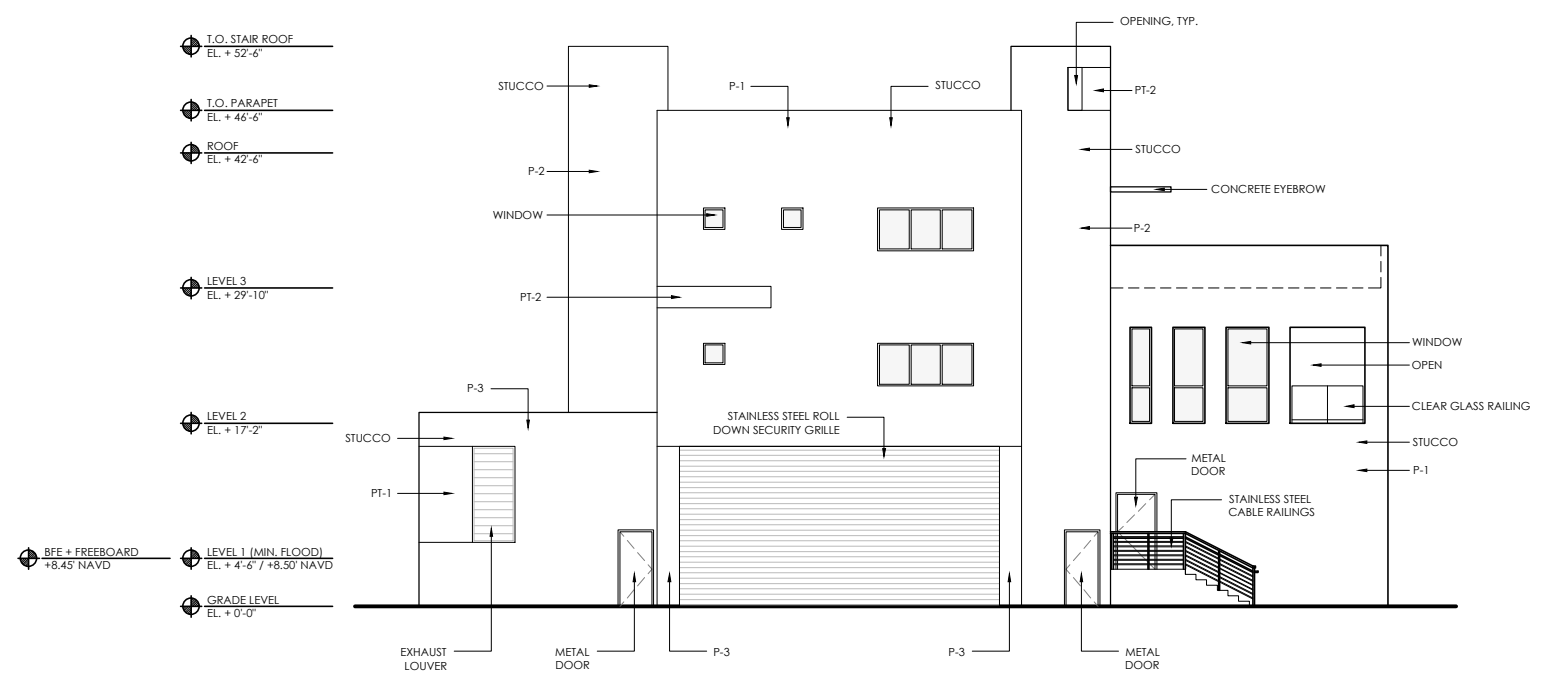 OPENING, TYP.
T.O. STAIR ROOF
EL. + 52'-6"
STUCCO
P-1
STUCCO
PT-2
T.O. PARAPET
EL. + 46'-6"
ROOF
EL. + 42'-6"
STUCCO
P-2
CONCRETE EYEBROW
WINDOW
P-2
LEVEL 3
EL. + 29'-10"
PT-2
WINDOW
OPEN
P-3
CLEAR GLASS RAILING
LEVEL 2
EL. + 17'-2"
STAINLESS STEEL ROLL
DOWN SECURITY GRILLE
STUCCO
STUCCO
METAL
DOOR
P-1
PT-1
STAINLESS STEEL
CABLE RAILINGS
BFE + FREEBOARD
+8.45' NAVD
LEVEL 1 (MIN. FLOOD)
EL. + 4'-6" / +8.50' NAVD
GRADE LEVEL
EL. + 0'-0"
EXHAUST
LOUVER
METAL
DOOR
P-3
P-3
METAL
DOOR